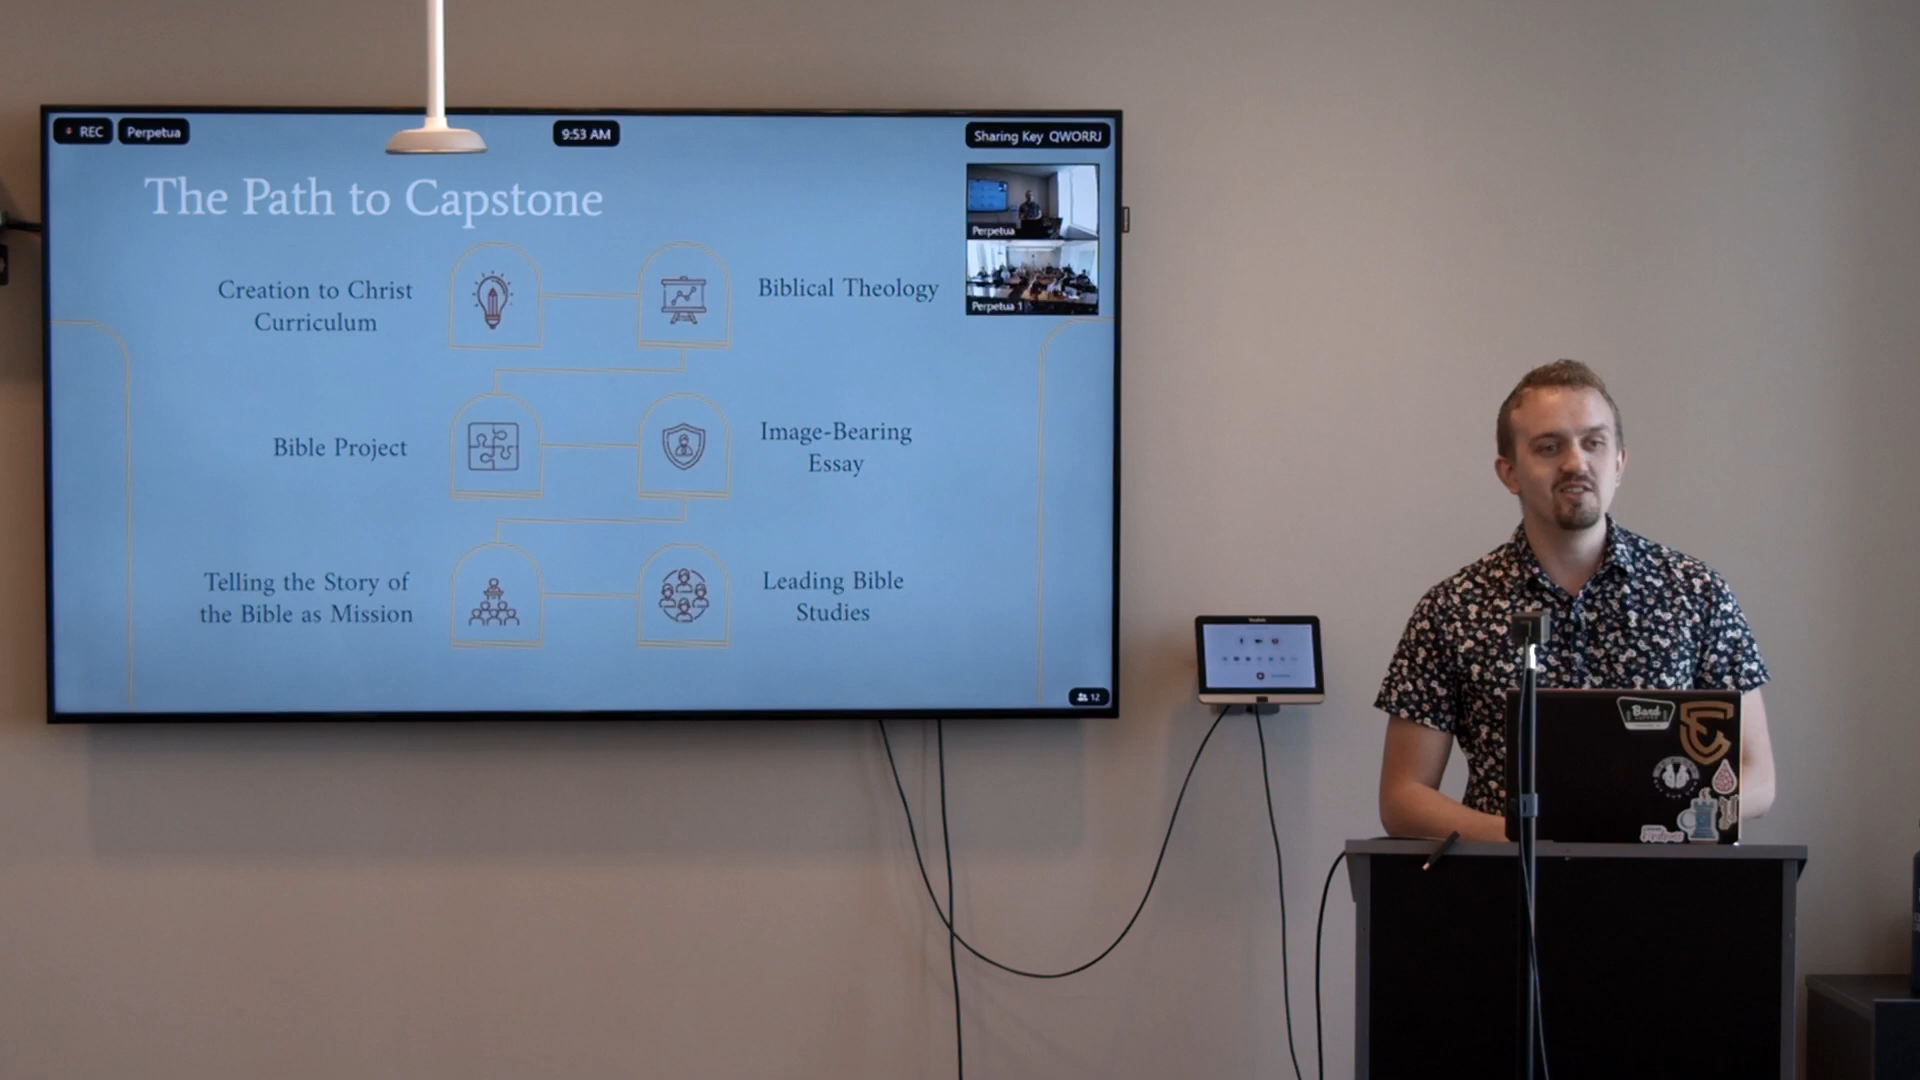 REC
Perpetua
9:53 AM
Sharing Key QWORRJ
The Path to Capstone
Perpetua
Perpetua 1
Creation to Christ
Curriculum
Biblical Theology
Bible Project
Image-Bearing
Essay
Telling the Story of
the Bible as Mission
Leading Bible
Studies
12
Bard